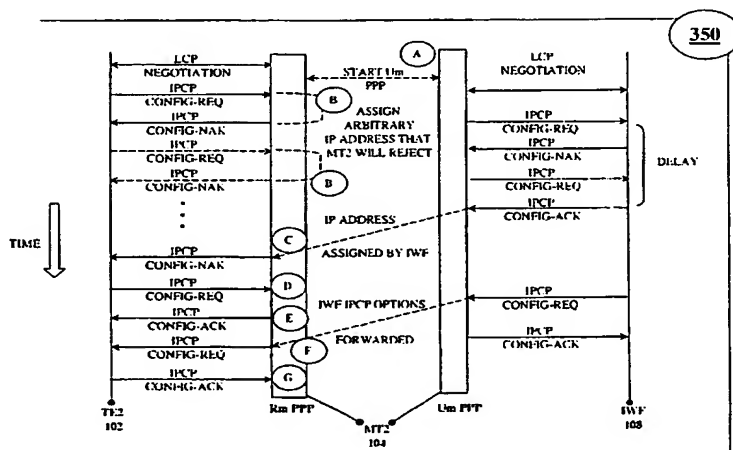 350
A
LCP
NEGOTIATION
START Um
PPP
LCP
NEGOTIATION
IPCP
CONFIG-REQ
B
IPCP
CONFIG-NAK
ASSIGN
ARBITRARY
IP ADDRESS THAT
MT2 WILL REJECT
IPCP
CONFIG-REQ
IPCP
CONFIG-NAK
IPCP
CONFIG-REQ
IPCP
CONFIG-NAK
B
IPCP
CONFIG-REQ
DELAY
IPCP
CONFIG-ACK
TIME
IP ADDRESS
ASSIGNED BY IWF
C
IPCP
CONFIG-NAK
IPCP
CONFIG-REQ
D
IWF IPCP OPTIONS
FORWARDED
IPCP
CONFIG-REQ
IPCP
CONFIG-ACK
E
IPCP
CONFIG-REQ
F
IPCP
CONFIG-ACK
IPCP
CONFIG-ACK
G
TE2
102
Rm PPP
MT2
104
Um PPP
IWF
108